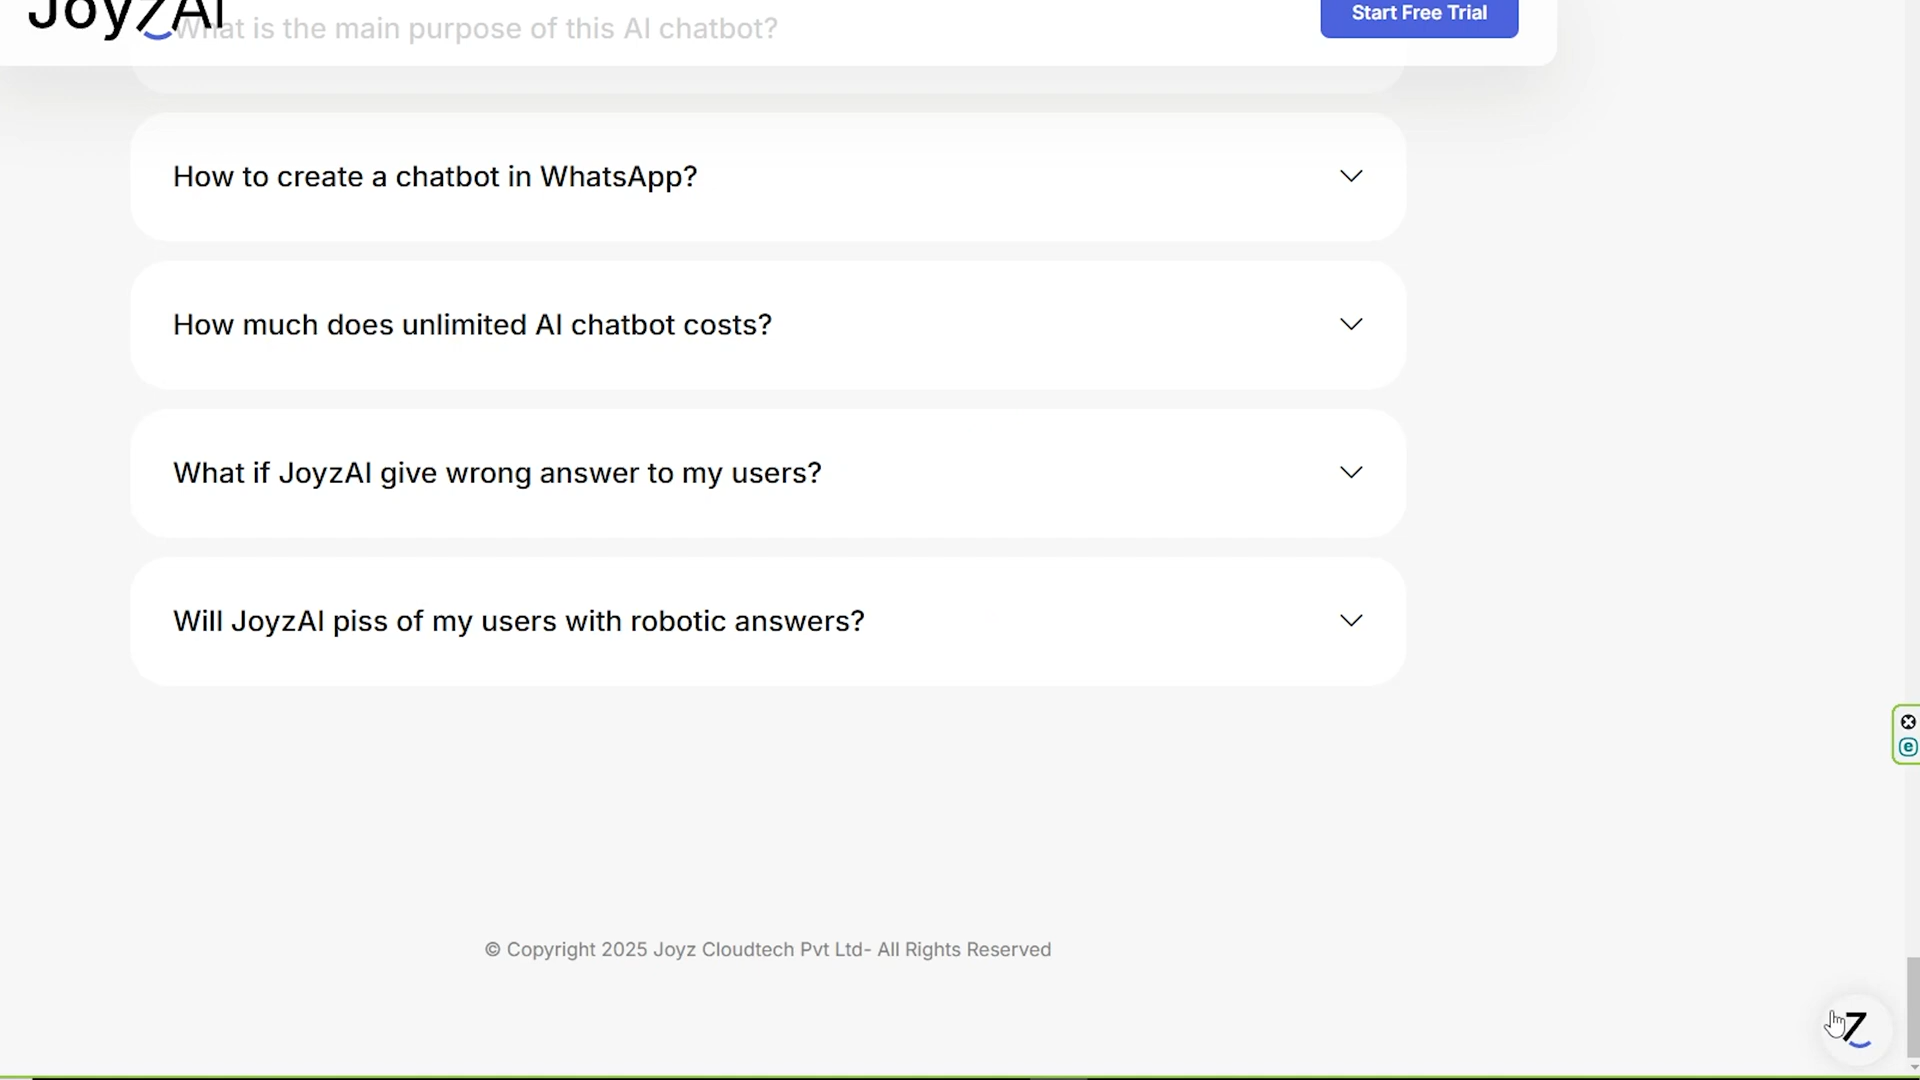 JoyzAI
What is the main purpose of this AI chatbot?
Start Free Trial
How to create a chatbot in WhatsApp?
How much does unlimited AI chatbot costs?
What if JoyzAI give wrong answer to my users?
Will JoyzAI piss of my users with robotic answers?
e
© Copyright 2025 Joyz Cloudtech Pvt Ltd- All Rights Reserved
Z